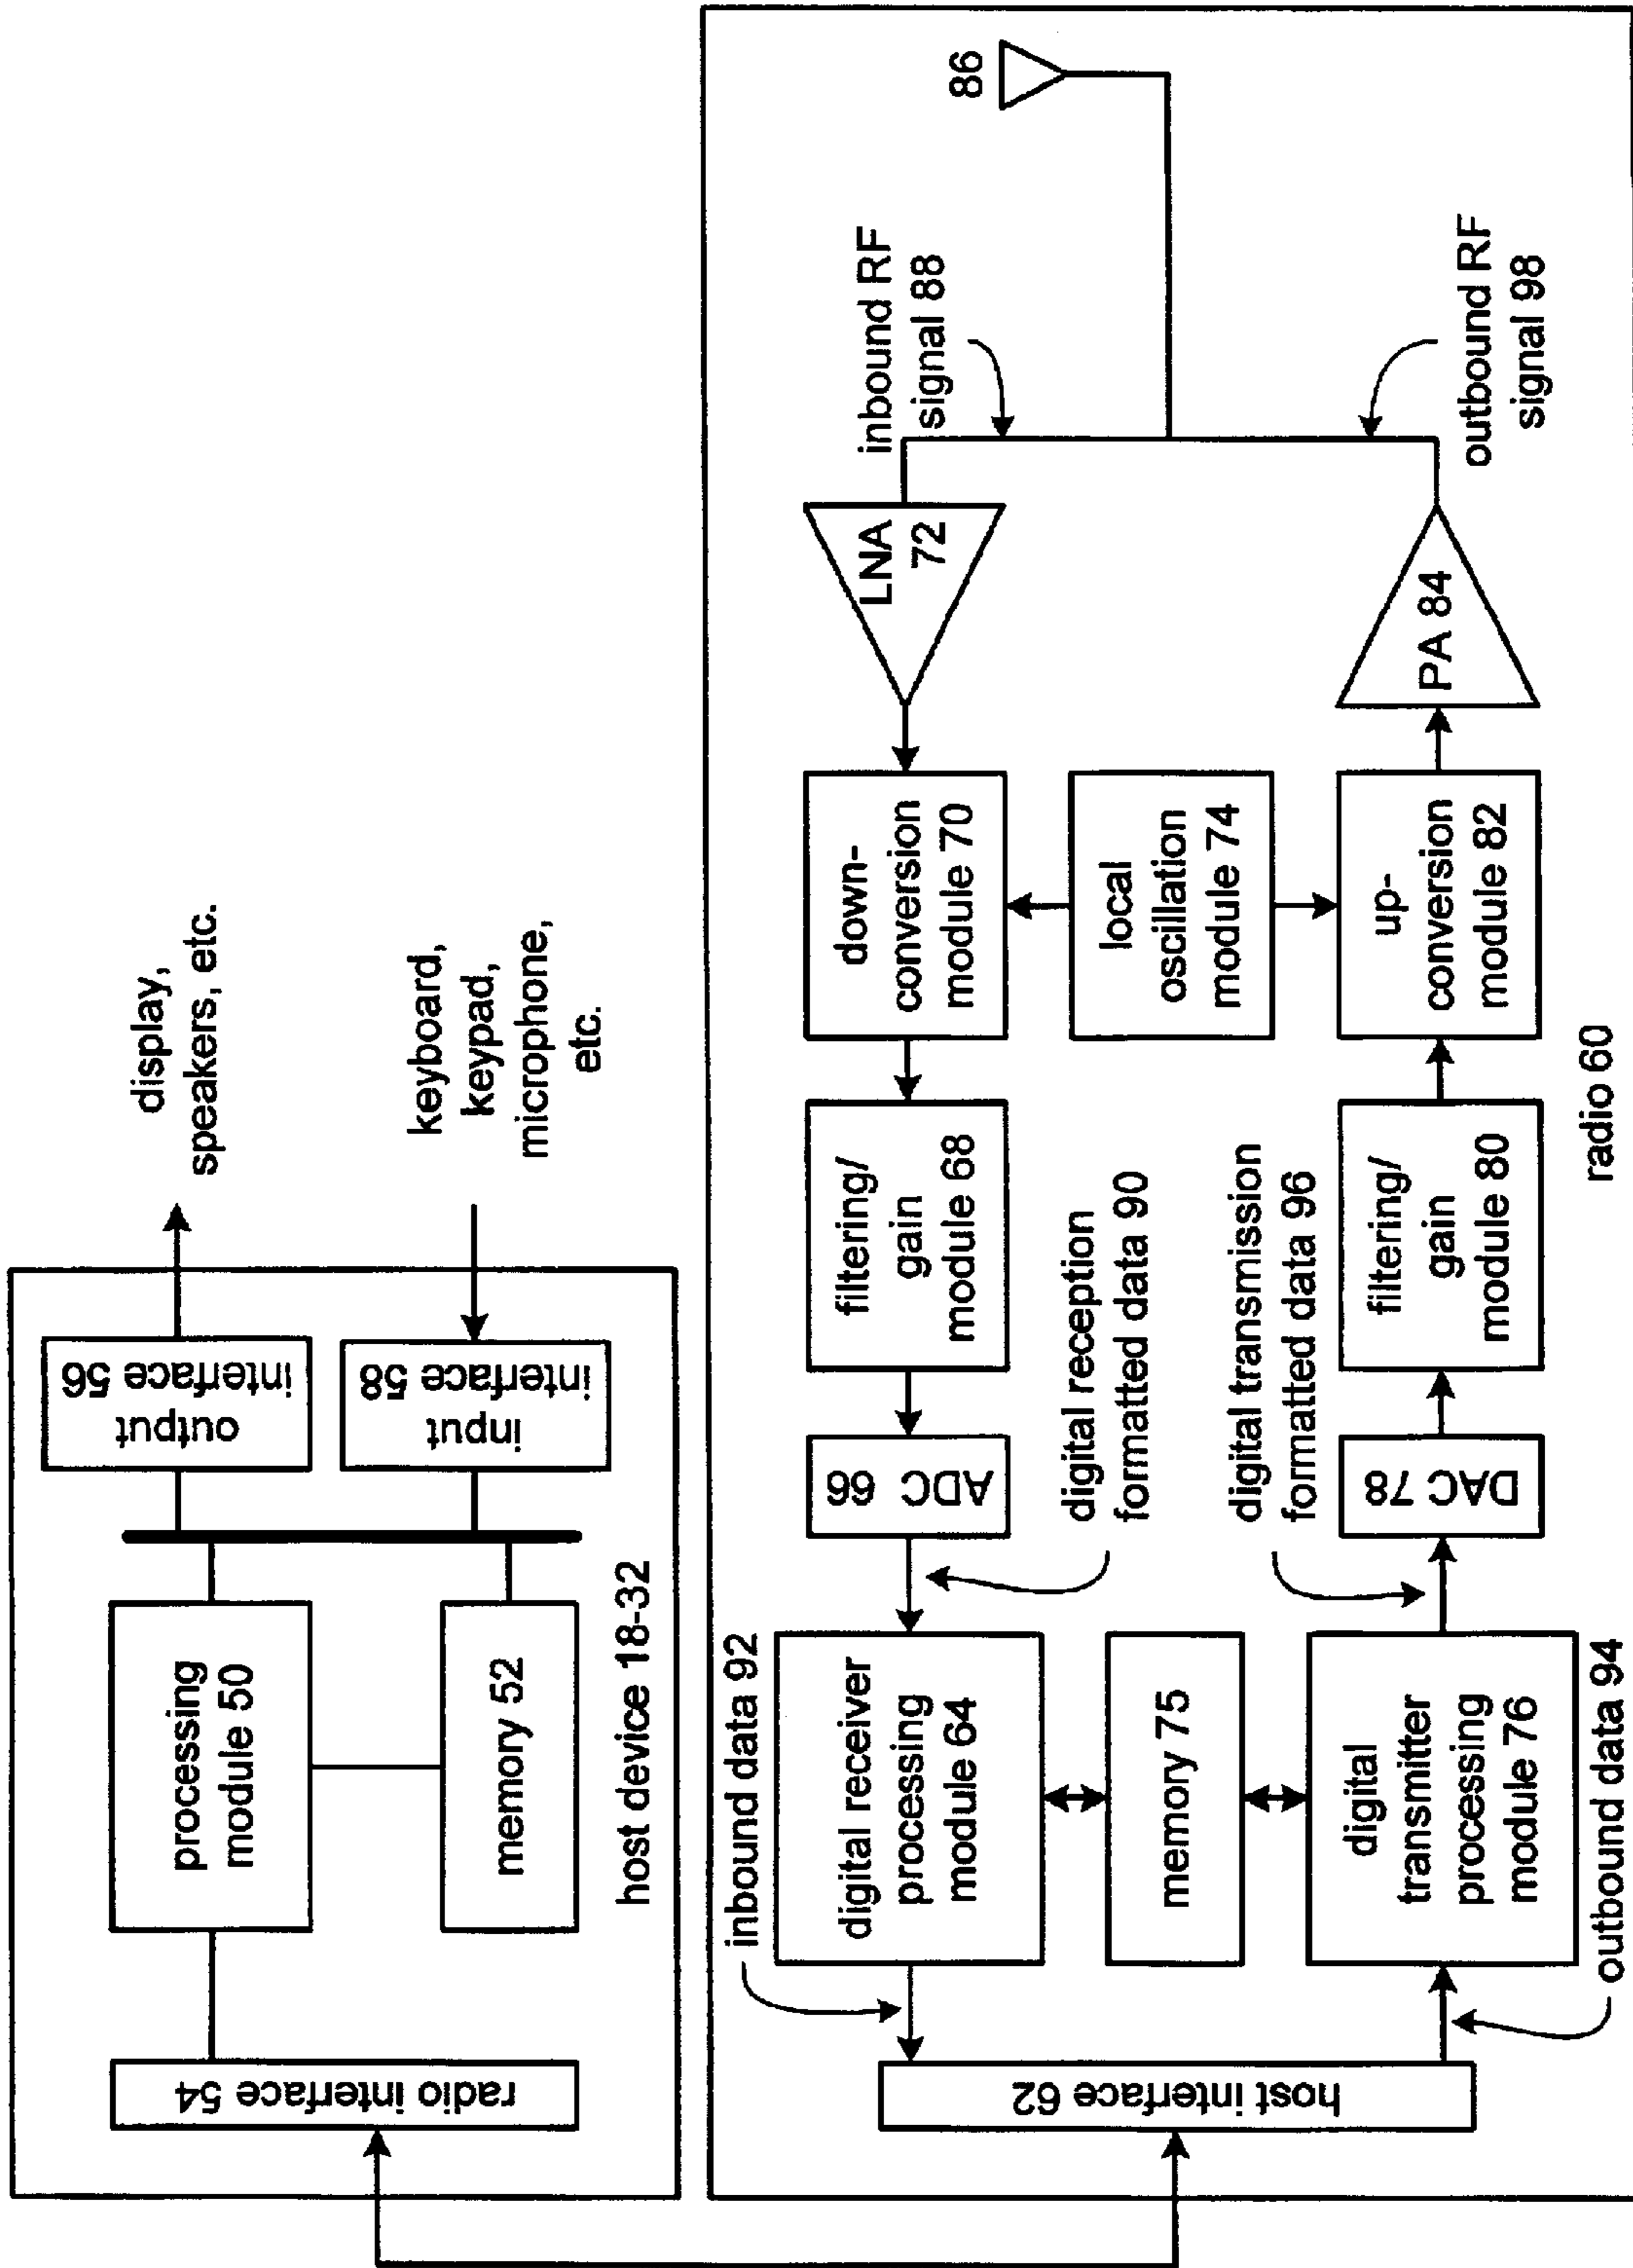 radio interface 54
processing
module 50
memory 52
output
interface 56
input
interface 58
display,
speakers, etc.
keyboard,
keypad,
microphone,
etc.
host device 18-32
host interface 62
inbound data 92
digital receiver
processing
module 64
ADC 66
filtering/
gain
module 68
down-
conversion
module 70
LNA
72
inbound RF
signal 88
86
digital reception
formatted data 90
memory 75
local
oscillation
module 74
digital transmission
formatted data 96
digital
transmitter
processing
module 76
DAC 78
filtering/
gain
module 80
up-
conversion
module 82
PA 84
outbound RF
signal 98
outbound data 94
radio 60